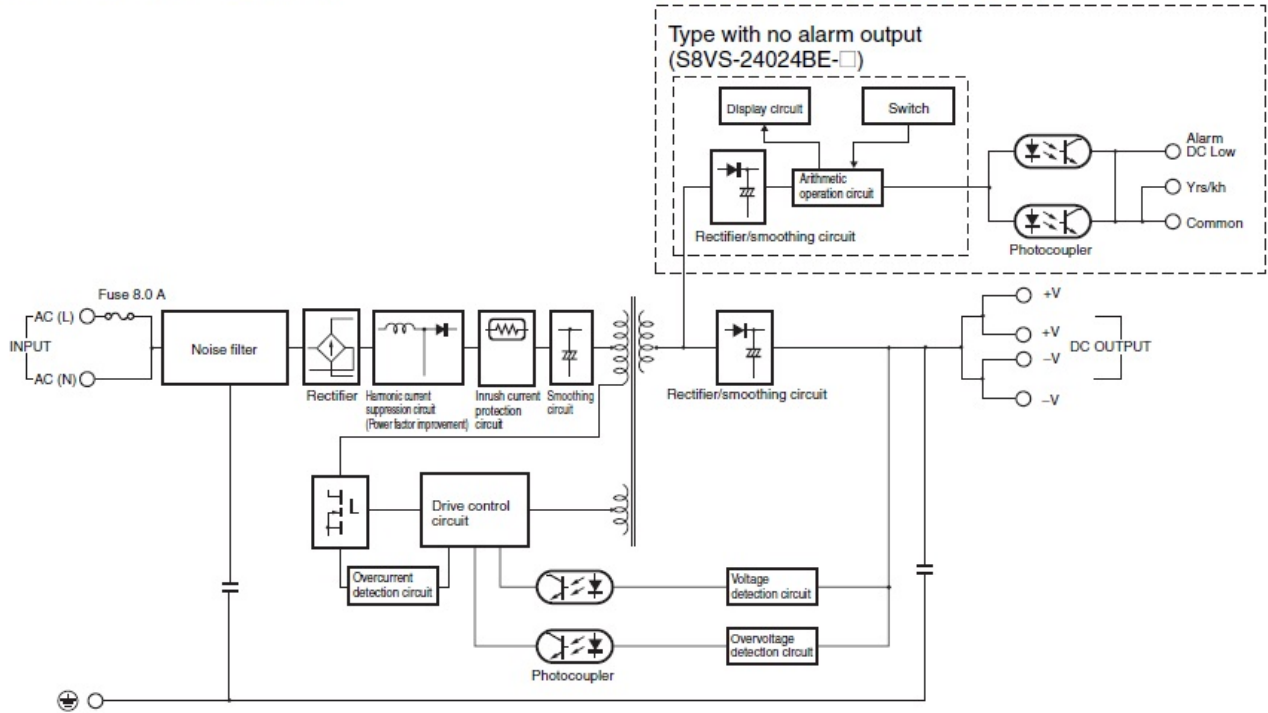 Type with no alarm output
(S8VS-24024BE-□)
Display circuit
Switch
Arithmetic
operation circuit
Rectifier/smoothing circuit
Alarm
DC Low
Yrs/kh
Common
Photocoupler
Fuse 8.0 A
AC (L)
INPUT
AC (N)
Noise filter
Rectifier
Harmonic current
suppression circuit
(Power factor improvement)
Inrush current
protection
circuit
Smoothing
circuit
Rectifier/smoothing circuit
+V
+V
DC OUTPUT
–V
–V
Drive control
circuit
Overcurrent
detection circuit
Voltage
detection circuit
Overvoltage
detection circuit
Photocoupler